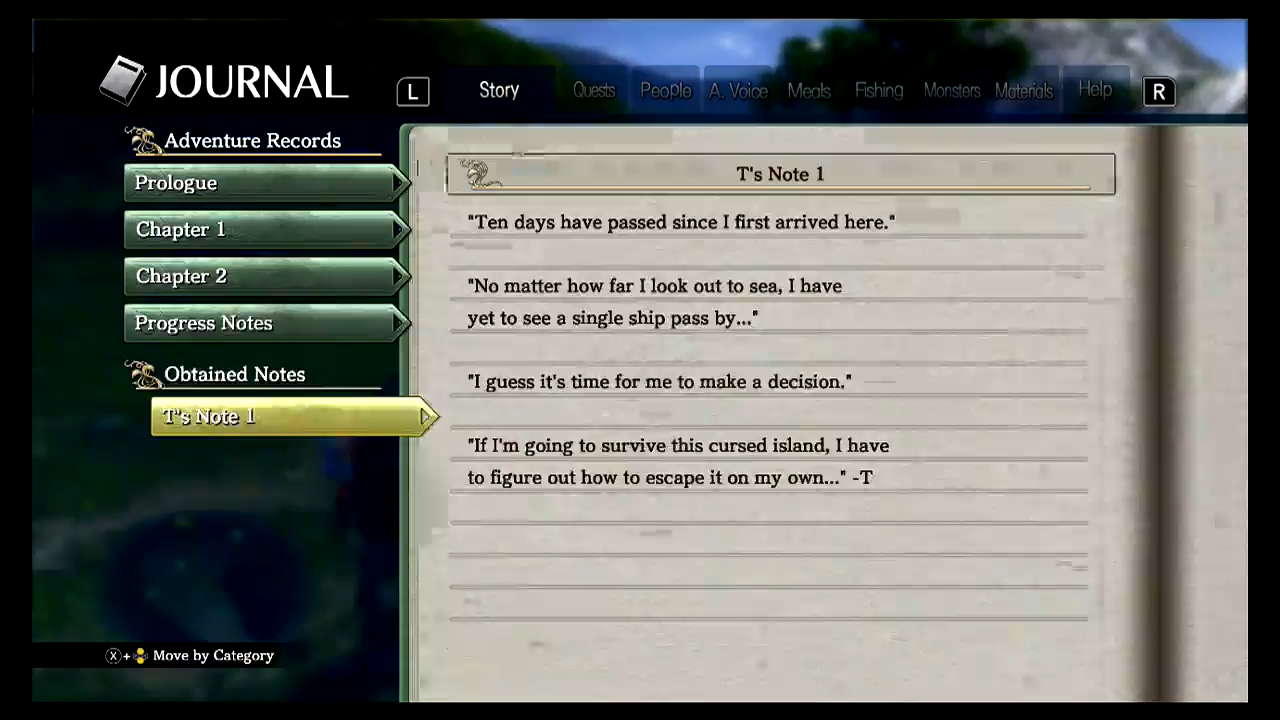 JOURNAL
L
Story
Quests
People
A. Voice
Meals
Fishing
Monsters
Materials
Help
R
Adventure Records
Prologue
Chapter 1
Chapter 2
Progress Notes
Obtained Notes
T's Note 1
T's Note 1
"Ten days have passed since I first arrived here."
"No matter how far I look out to sea, I have
yet to see a single ship pass by..."
"I guess it's time for me to make a decision."
"If I'm going to survive this cursed island, I have
to figure out how to escape it on my own..." -T
X + Move by Category